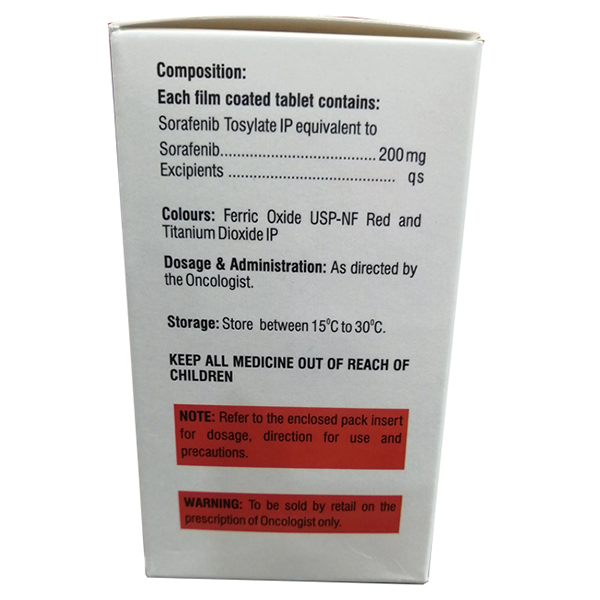 Composition:
Each film coated tablet contains:
Sorafenib Tosylate IP equivalent to
Sorafenib................................... 200 mg
Excipients ...................................... qs
Colours: Ferric Oxide USP-NF Red and
Titanium Dioxide IP
Dosage & Administration: As directed by
the Oncologist.
Storage: Store between 15°C to 30°C.
KEEP ALL MEDICINE OUT OF REACH OF
CHILDREN
NOTE: Refer to the enclosed pack insert
for dosage, direction for use and
precautions.
WARNING: To be sold by retail on the
prescription of Oncologist only.